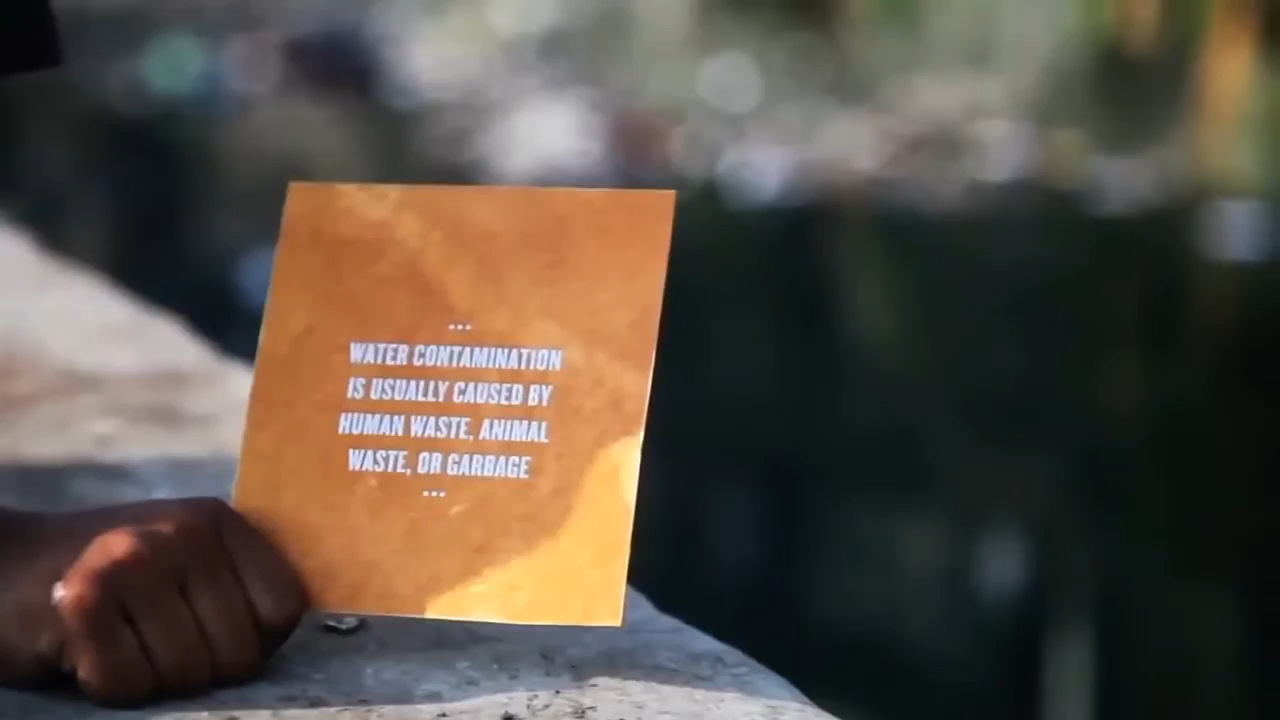 ...
WATER CONTAMINATION
IS USUALLY CAUSED BY
HUMAN WASTE, ANIMAL
WASTE, OR GARBAGE
...